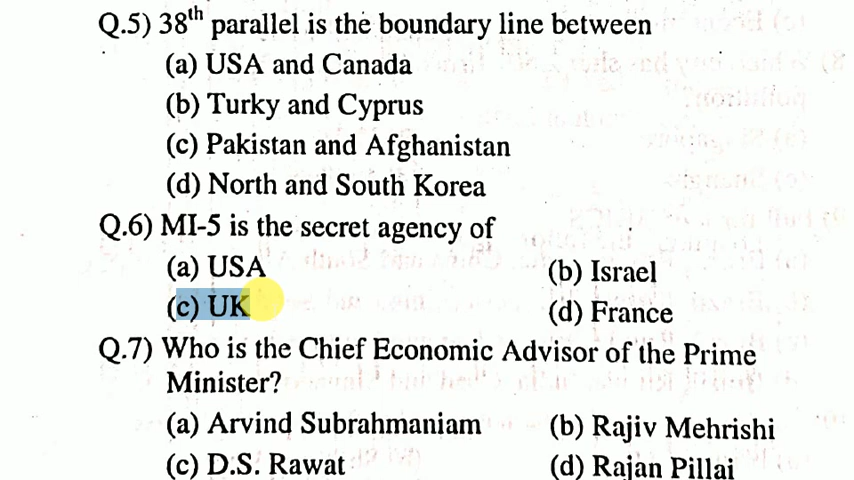 Q.5) 38th parallel is the boundary line between
(a) USA and Canada
(b) Turky and Cyprus
(c) Pakistan and Afghanistan
(d) North and South Korea
Q.6) MI-5 is the secret agency of
(a) USA (b) Israel
(c) UK (d) France
Q.7) Who is the Chief Economic Advisor of the Prime
Minister?
(a) Arvind Subrahmaniam (b) Rajiv Mehrishi
(c) D.S. Rawat (d) Rajan Pillai